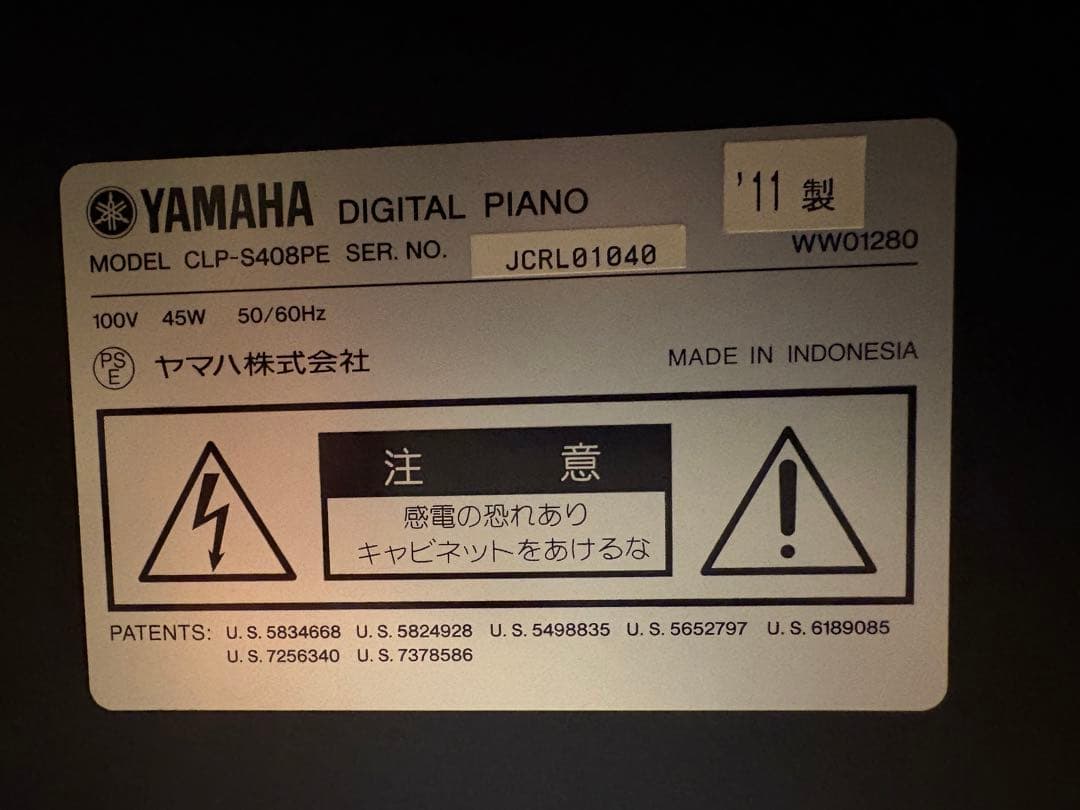 YAMAHA DIGITAL PIANO
'11 製
MODEL CLP-S408PE SER. NO. JCRL01040
WW01280
100V 45W 50/60Hz
PS
E
ヤマハ株式会社
MADE IN INDONESIA
注 意
感電の恐れあり
キャビネットをあけるな
PATENTS: U.S.5834668 U.S.5824928 U.S.5498835 U.S.5652797 U.S.6189085
U.S.7256340 U.S.7378586